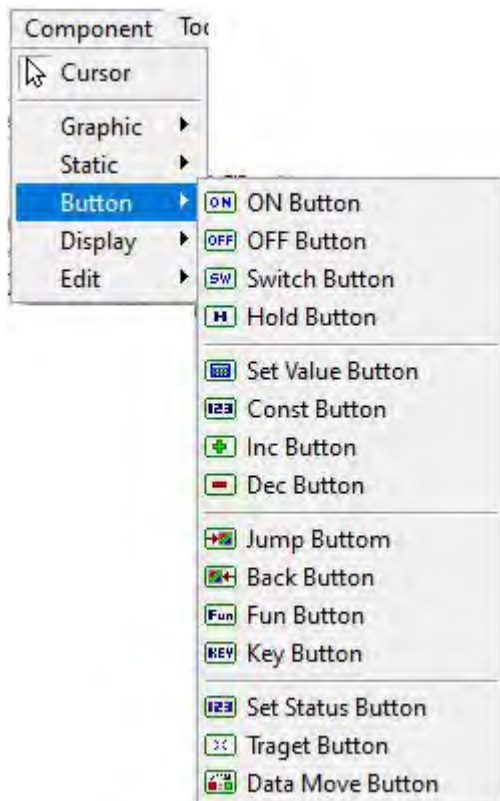 Component
Cursor
Graphic
Static
Button
Display
Edit
ON ON Button
OFF OFF Button
SW Switch Button
H Hold Button
Set Value Button
123 Const Button
Inc Button
Dec Button
Jump Buttom
Back Button
Fun Fun Button
KEY Key Button
123 Set Status Button
Traget Button
Data Move Button